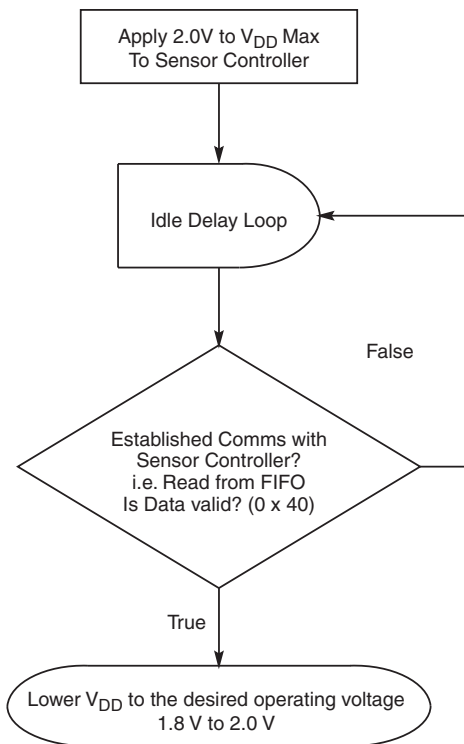 Apply 2.0V to VDD Max
To Sensor Controller
Idle Delay Loop
False
Established Comms with
Sensor Controller?
i.e. Read from FIFO
Is Data valid? (0 x 40)
True
Lower VDD to the desired operating voltage
1.8 V to 2.0 V